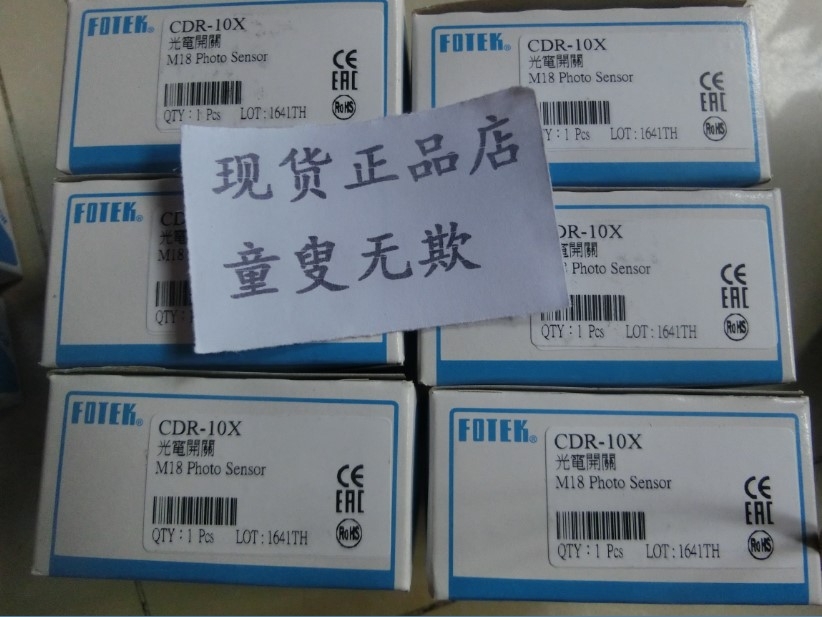 FOTEK®
CDR-10X
光電開關
M18 Photo Sensor
CE
EAC
RoHS
QTY : 1 Pcs LOT : 1641TH
FOTEK®
CDR-10X
光電開關
M18 Photo Sensor
CE
EAC
RoHS
TY : 1 Pcs LOT : 1641TH
现货正品店
童叟无欺
FOTEK®
CD
光電
M18
QTY :
DR-10X
電開關
Photo Sensor
CE
EAC
RoHS
QTY : 1 Pcs LOT : 1641TH
FOTEK®
CDR-10X
光電開關
M18 Photo Sensor
CE
EAC
RoHS
QTY : 1 Pcs LOT : 1641TH
FOTEK®
CDR-10X
光電開關
M18 Photo Sensor
CE
EAC
RoHS
QTY : 1 Pcs LOT : 1641TH